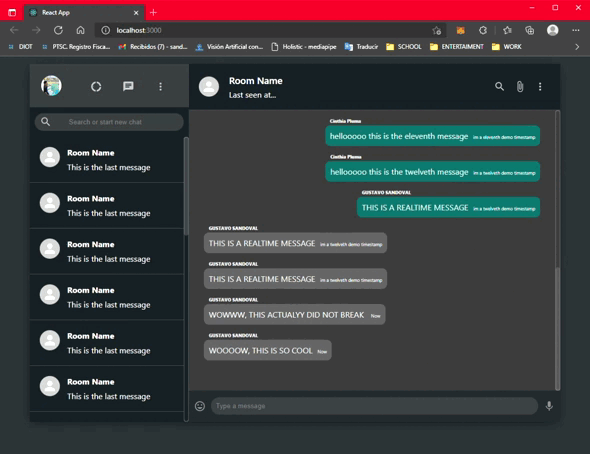 React App
localhost:3000
DIOT
PTSC. Registro Fisca...
Recibidos (7) - sand...
Visión Artificial con...
Holistic - mediapipe
Traducir
SCHOOL
ENTERTAIMENT
WORK
Room Name
Last seen at...
Search or start new chat
Room Name
This is the last message
Room Name
This is the last message
Room Name
This is the last message
Room Name
This is the last message
Room Name
This is the last message
Room Name
This is the last message
Cinthia Pluma
hellooooo this is the eleventh message im a eleventh demo timestamp
Cinthia Pluma
hellooooo this is the twelveth message im a twelveth demo timestamp
GUSTAVO SANDOVAL
THIS IS A REALTIME MESSAGE im a twelveth demo timestamp
GUSTAVO SANDOVAL
THIS IS A REALTIME MESSAGE im a twelveth demo timestamp
GUSTAVO SANDOVAL
THIS IS A REALTIME MESSAGE im a twelveth demo timestamp
GUSTAVO SANDOVAL
WOWWW, THIS ACTUALYY DID NOT BREAK Now
GUSTAVO SANDOVAL
WOOOOW, THIS IS SO COOL Now
Type a message